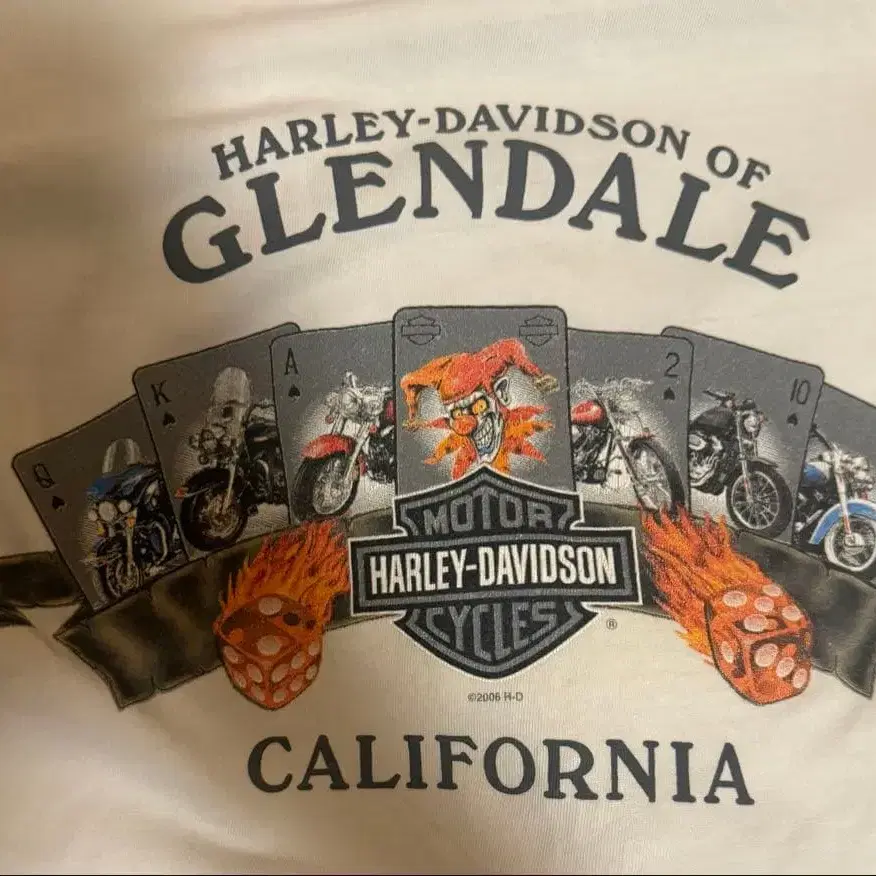 HARLEY-DAVIDSON OF
GLENDALE
Q
K
A
2
10
MOTOR
HARLEY-DAVIDSON
CYCLES
®
©2006 H-D
CALIFORNIA